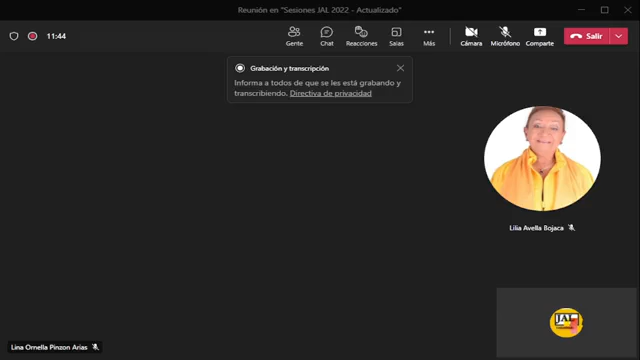 Reunión en "Sesiones JAL 2022 - Actualizado"
11:44
Gente
Chat
Reacciones
Salas
Más
Cámara
Micrófono
Comparte
Salir
Grabación y transcripción
Informa a todos de que se les está grabando y
transcribiendo. Directiva de privacidad
Lilia Avella Bojaca
JAL
Lina Ornella Pinzon Arias